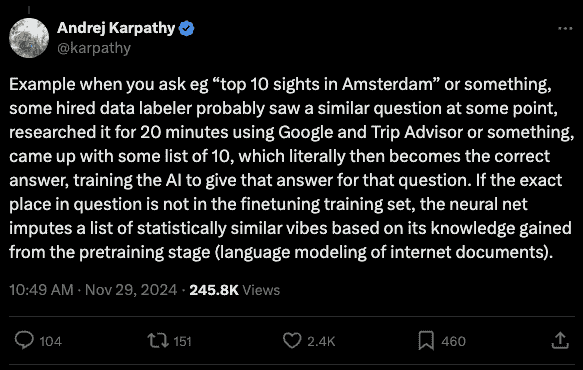 Andrej Karpathy
@karpathy
Example when you ask eg “top 10 sights in Amsterdam” or something,
some hired data labeler probably saw a similar question at some point,
researched it for 20 minutes using Google and Trip Advisor or something,
came up with some list of 10, which literally then becomes the correct
answer, training the AI to give that answer for that question. If the exact
place in question is not in the finetuning training set, the neural net
imputes a list of statistically similar vibes based on its knowledge gained
from the pretraining stage (language modeling of internet documents).
10:49 AM · Nov 29, 2024 · 245.8K Views
104 151 2.4K 460